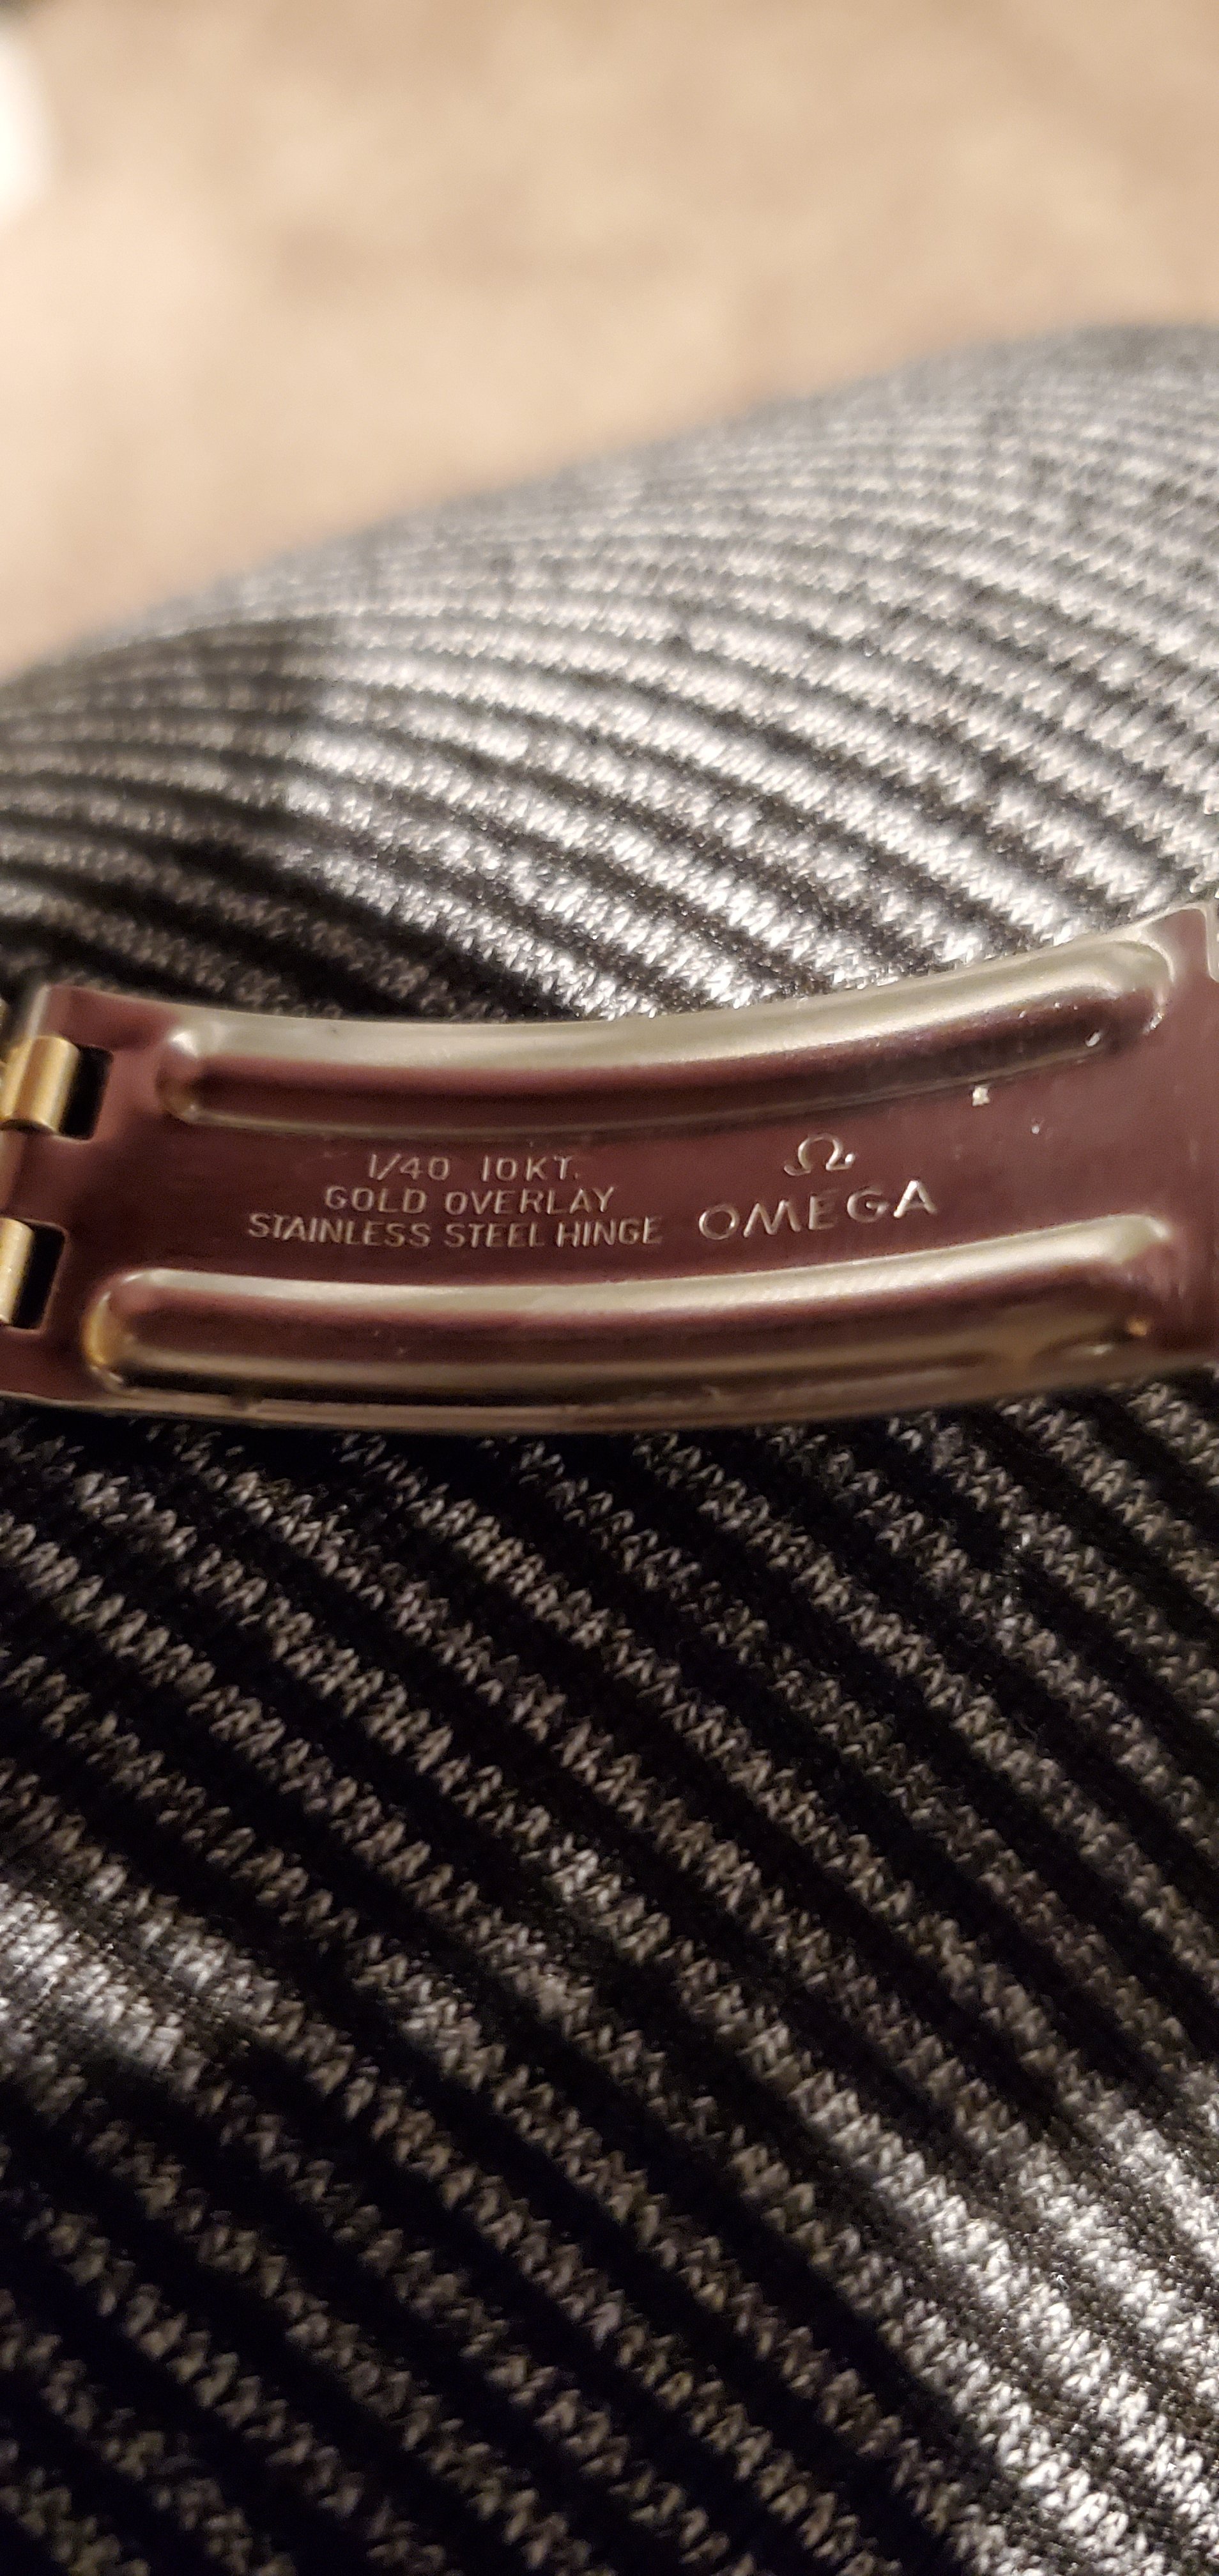 1/40 10KT.
GOLD OVERLAY
STAINLESS STEEL HINGE
Ω
OMEGA